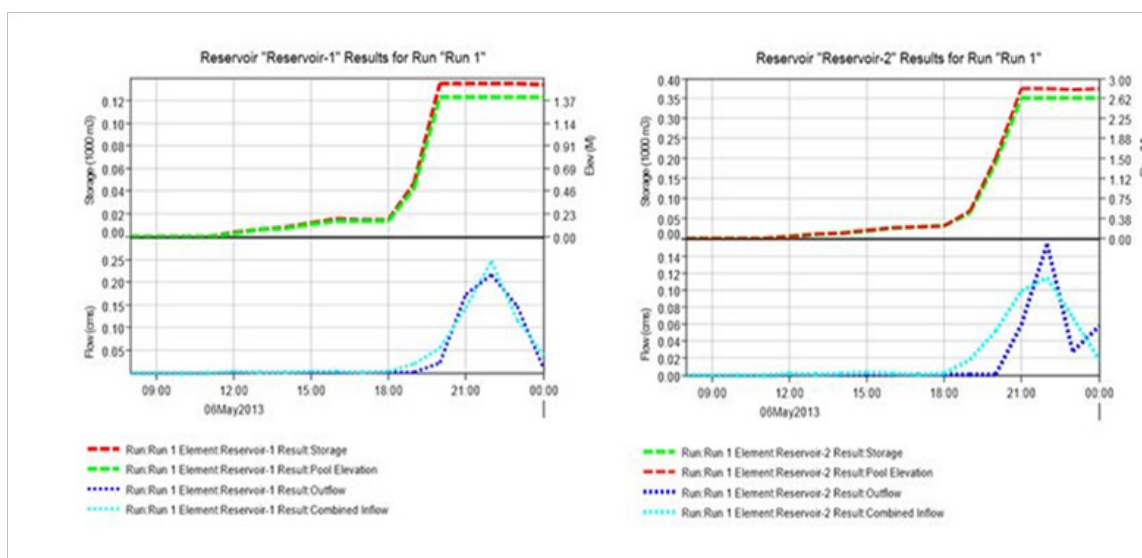 Reservoir "Reservoir-1" Results for Run "Run 1"
0.12
0.10
0.08
0.06
0.04
0.02
0.00
Storage (1000 m3)
1.37
1.14
0.91
0.69
0.46
0.23
0.00
Elev (M)
0.25
0.20
0.15
0.10
0.05
Flow (cms)
09:00 12:00 15:00 18:00 21:00 00:00
06May2013
Run:Run 1 Element:Reservoir-1 Result:Storage
Run:Run 1 Element:Reservoir-1 Result:Pool Elevation
Run:Run 1 Element:Reservoir-1 Result:Outflow
Run:Run 1 Element:Reservoir-1 Result:Combined Inflow
Reservoir "Reservoir-2" Results for Run "Run 1"
0.40
0.35
0.30
0.25
0.20
0.15
0.10
0.05
0.00
Storage (1000 m3)
3.00
2.62
2.25
1.88
1.50
1.12
0.75
0.38
0.00
0.14
0.12
0.10
0.08
0.06
0.04
0.02
0.00
Flow (cms)
09:00 12:00 15:00 18:00 21:00 00:00
06May2013
Run:Run 1 Element:Reservoir-2 Result:Storage
Run:Run 1 Element:Reservoir-2 Result:Pool Elevation
Run:Run 1 Element:Reservoir-2 Result:Outflow
Run:Run 1 Element:Reservoir-2 Result:Combined Inflow